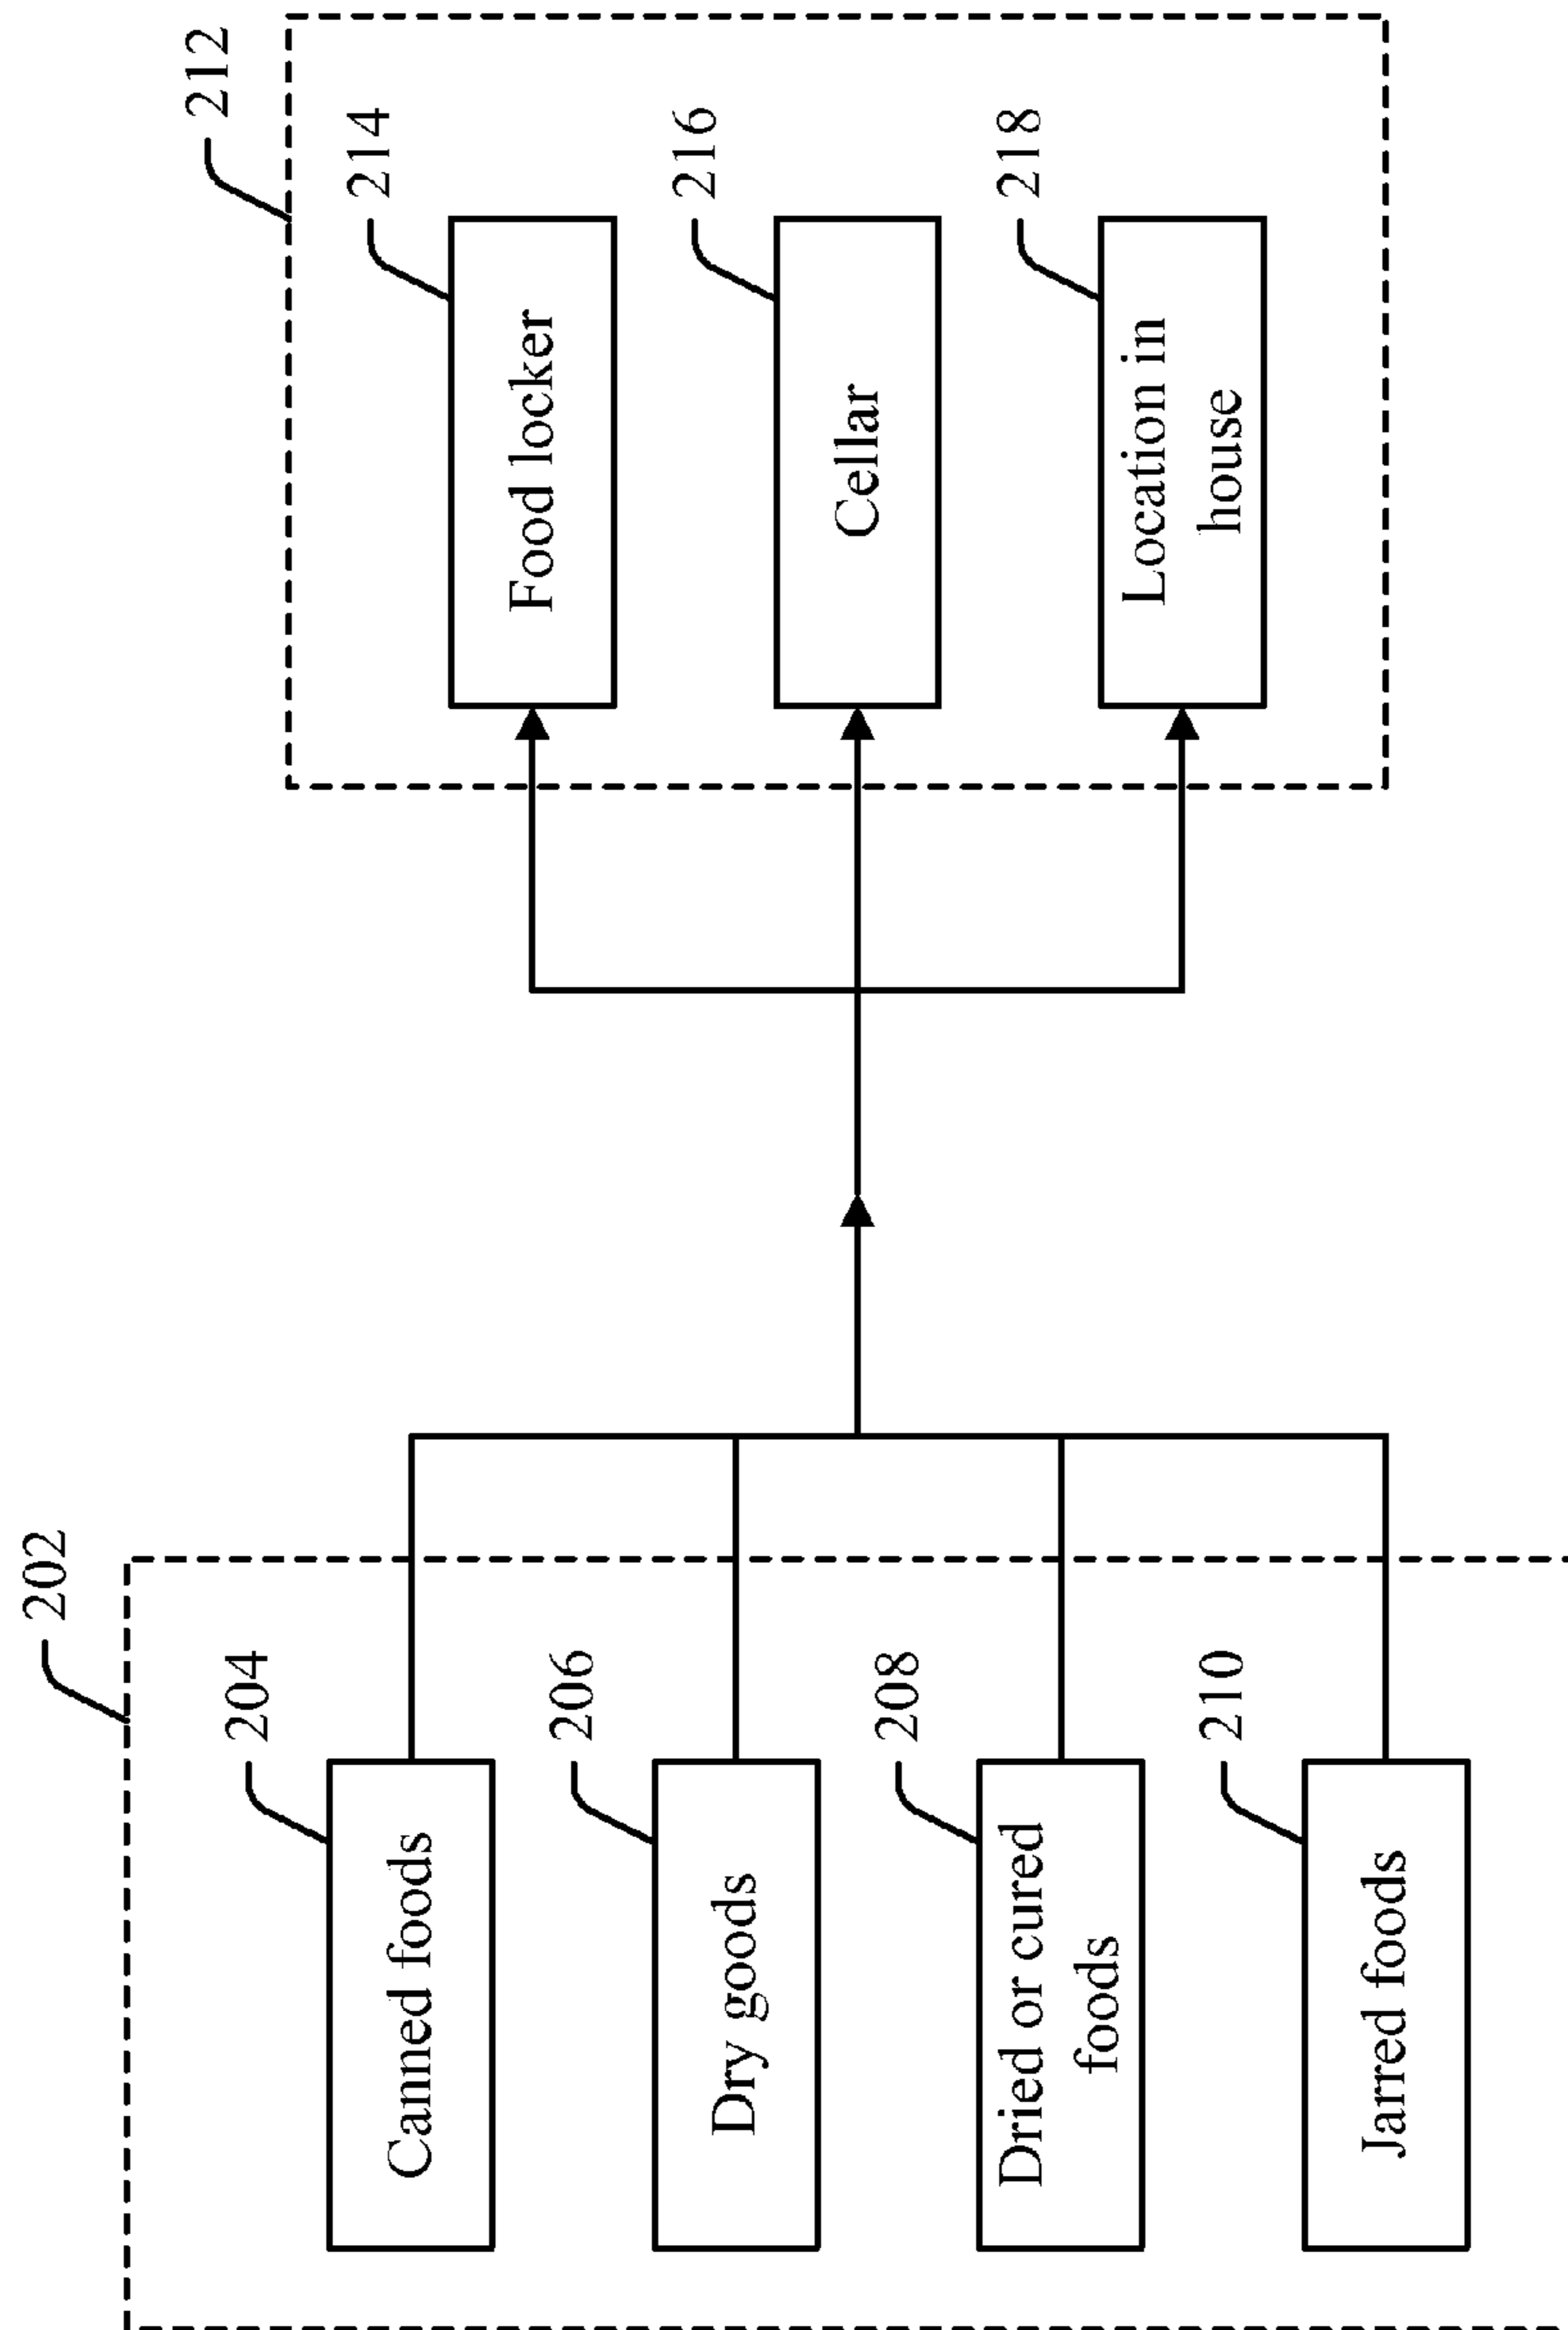 202
204
Canned foods
206
Dry goods
208
Dried or cured
foods
210
Jarred foods
212
214
Food locker
216
Cellar
218
Location in
house